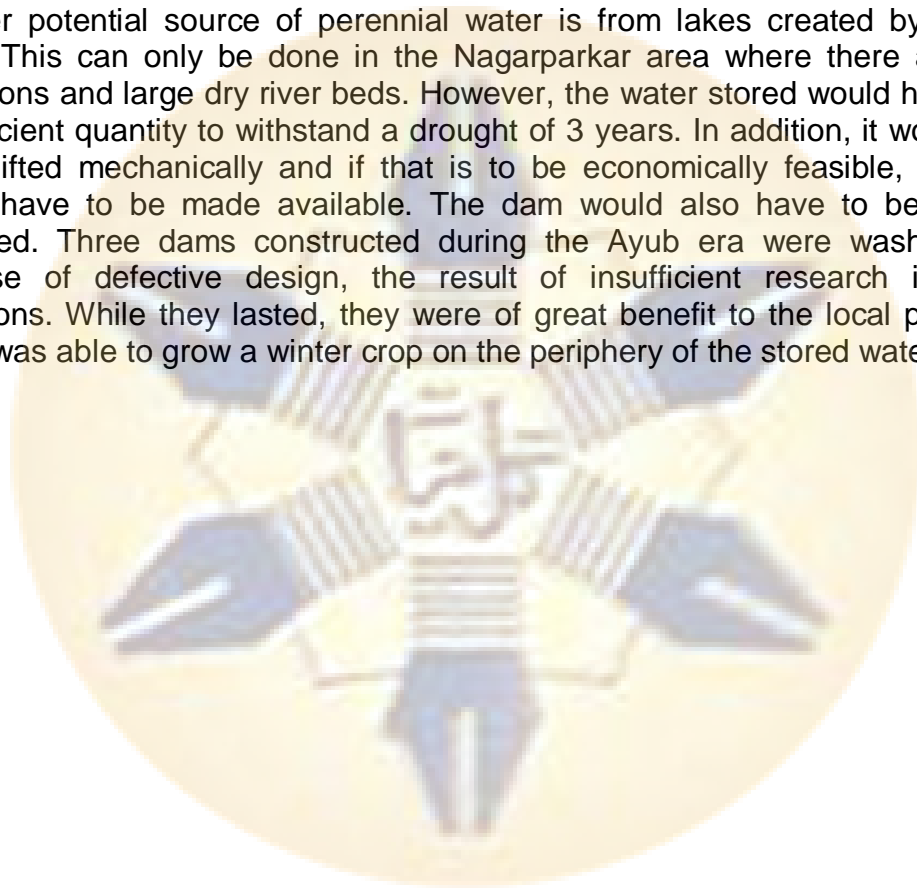 er potential source of perennial water is from lakes created by
This can only be done in the Nagarparkar area where there a
ons and large dry river beds. However, the water stored would h
cient quantity to withstand a drought of 3 years. In addition, it wo
ifted mechanically and if that is to be economically feasible,
have to be made available. The dam would also have to be
ed. Three dams constructed during the Ayub era were wash
se of defective design, the result of insufficient research i
ons. While they lasted, they were of great benefit to the local p
was able to grow a winter crop on the periphery of the stored wate